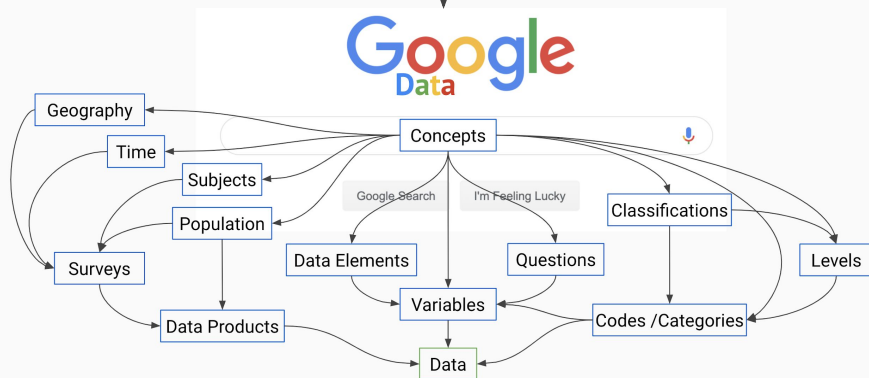 Google
Data
Geography
Concepts
Time
Subjects
Google Search
I'm Feeling Lucky
Classifications
Population
Surveys
Data Elements
Questions
Levels
Variables
Data Products
Codes /Categories
Data